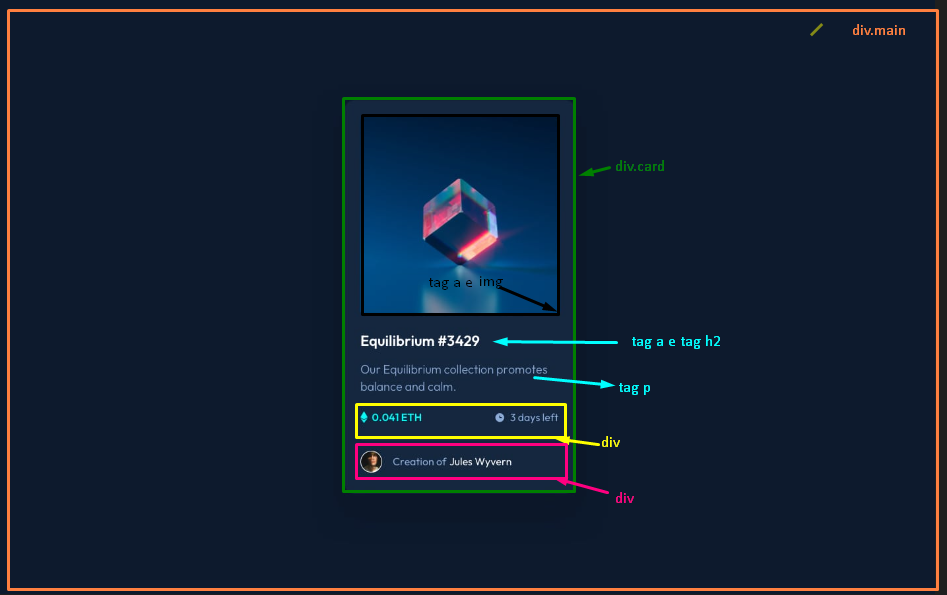 div.main
div.card
tag a e img
Equilibrium #3429
tag a e tag h2
Our Equilibrium collection promotes
balance and calm.
tag p
0.041 ETH
3 days left
div
Creation of Jules Wyvern
div